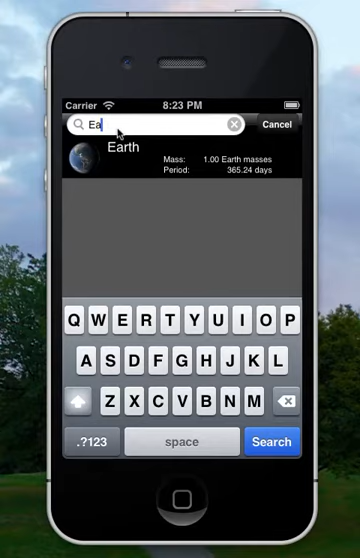 Carrier 8:23 PM
Ea Cancel
Earth
Mass: 1.00 Earth masses
Period: 365.24 days
Q W E R T Y U I O P
A S D F G H J K L
Z X C V B N M
.?123 space Search